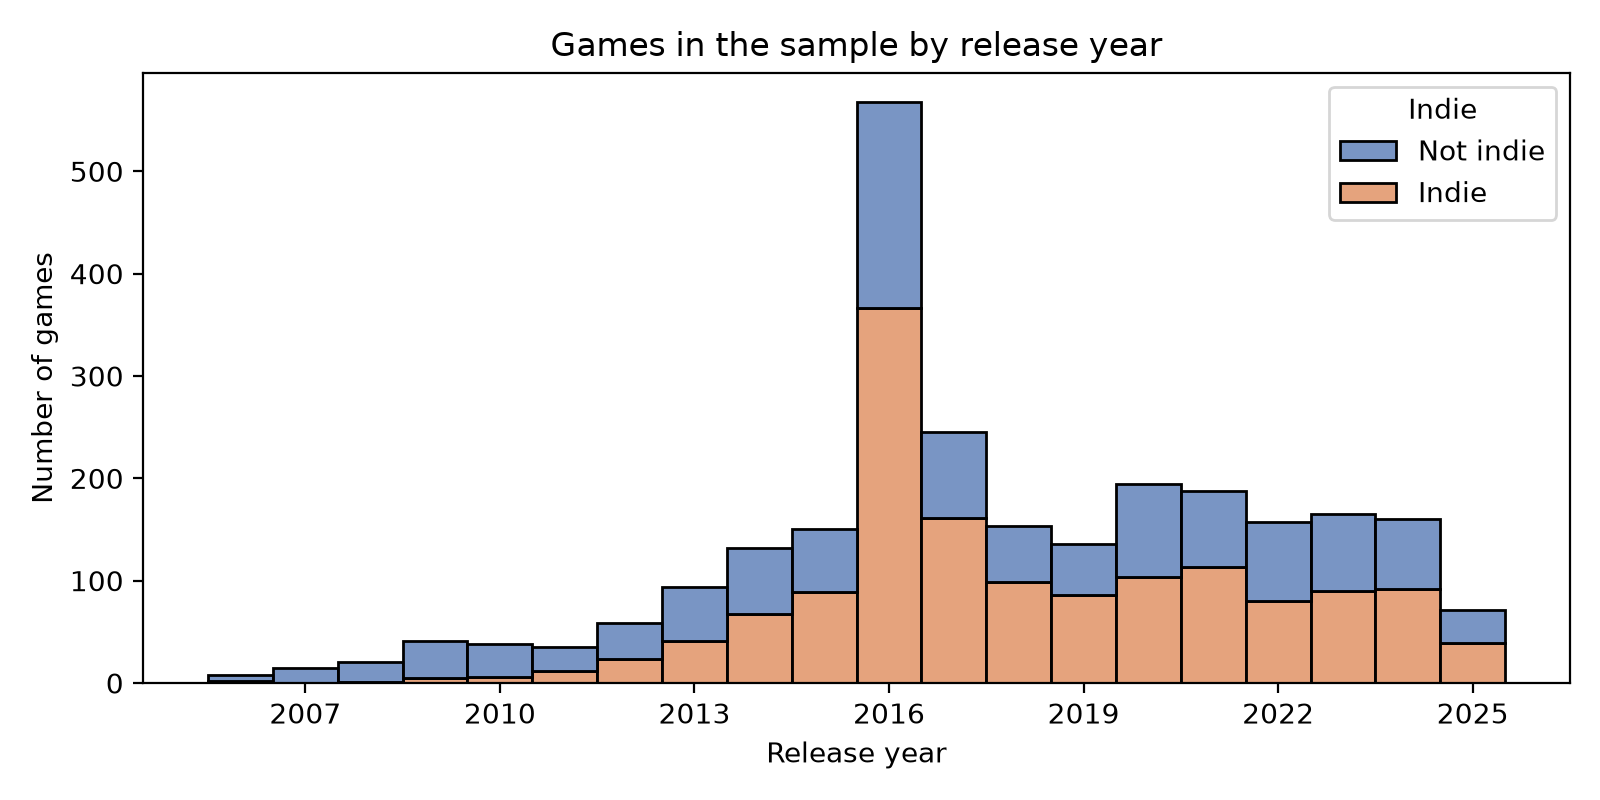 Games in the sample by release year
Indie
Not indie
Indie
Number of games
500
400
300
200
100
0
2007 2010 2013 2016 2019 2022 2025
Release year